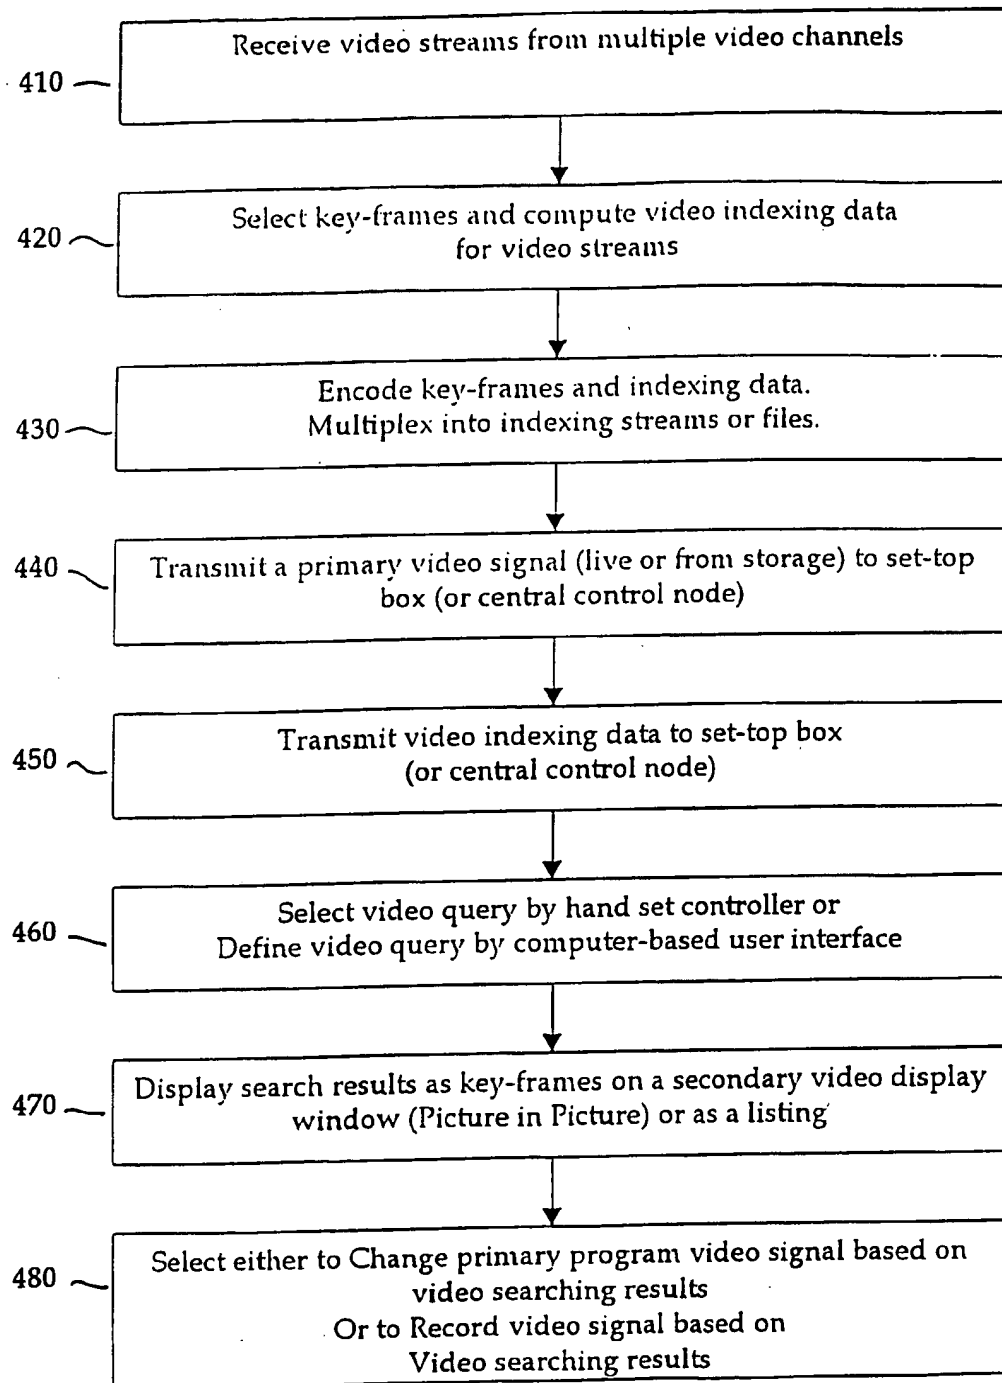 Receive video streams from multiple video channels
410
Select key-frames and compute video indexing data
for video streams
420
Encode key-frames and indexing data.
Multiplex into indexing streams or files.
430
Transmit a primary video signal (live or from storage) to set-top
box (or central control node)
440
Transmit video indexing data to set-top box
(or central control node)
450
Select video query by hand set controller or
Define video query by computer-based user interface
460
Display search results as key-frames on a secondary video display
window (Picture in Picture) or as a listing
470
Select either to Change primary program video signal based on
video searching results
Or to Record video signal based on
Video searching results
480